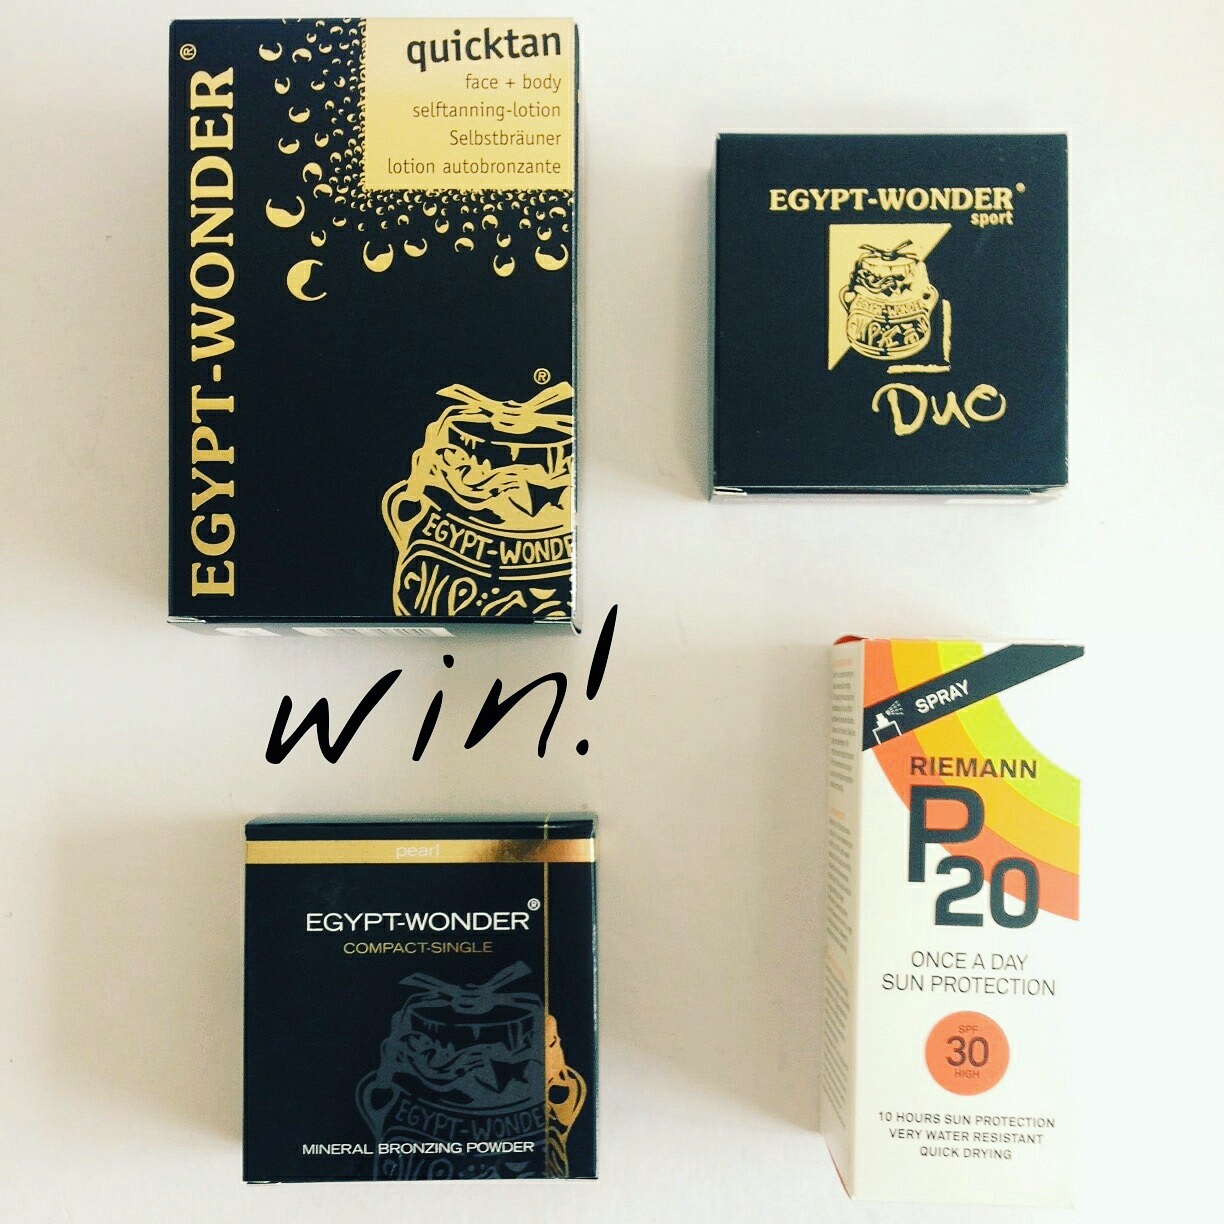 EGYPT-WONDER®
quicktan
face + body
selftanning-lotion
Selbstbräuner
lotion autobronzante
®
EGYPT-WONDE
EGYPT-WONDER®
sport
EGYPT-WONDER
Duo
win!
pearl
EGYPT-WONDER®
COMPACT-SINGLE
EGYPT-WONDER
MINERAL BRONZING POWDER
SPRAY
RIEMANN
P20
ONCE A DAY
SUN PROTECTION
SPF
30
HIGH
10 HOURS SUN PROTECTION
VERY WATER RESISTANT
QUICK DRYING